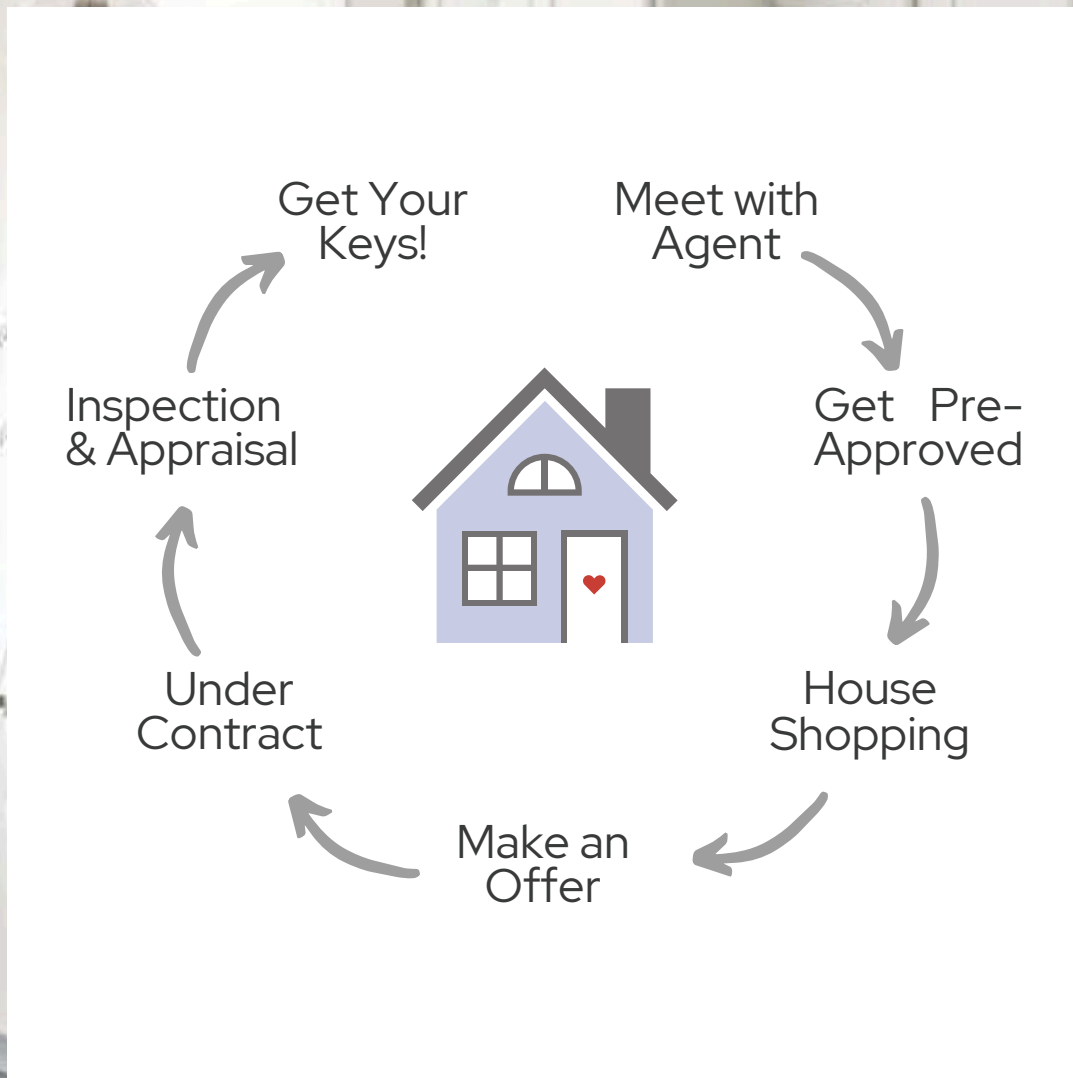 Meet with
Agent
Get Pre-
Approved
House
Shopping
Make an
Offer
Under
Contract
Inspection
& Appraisal
Get Your
Keys!